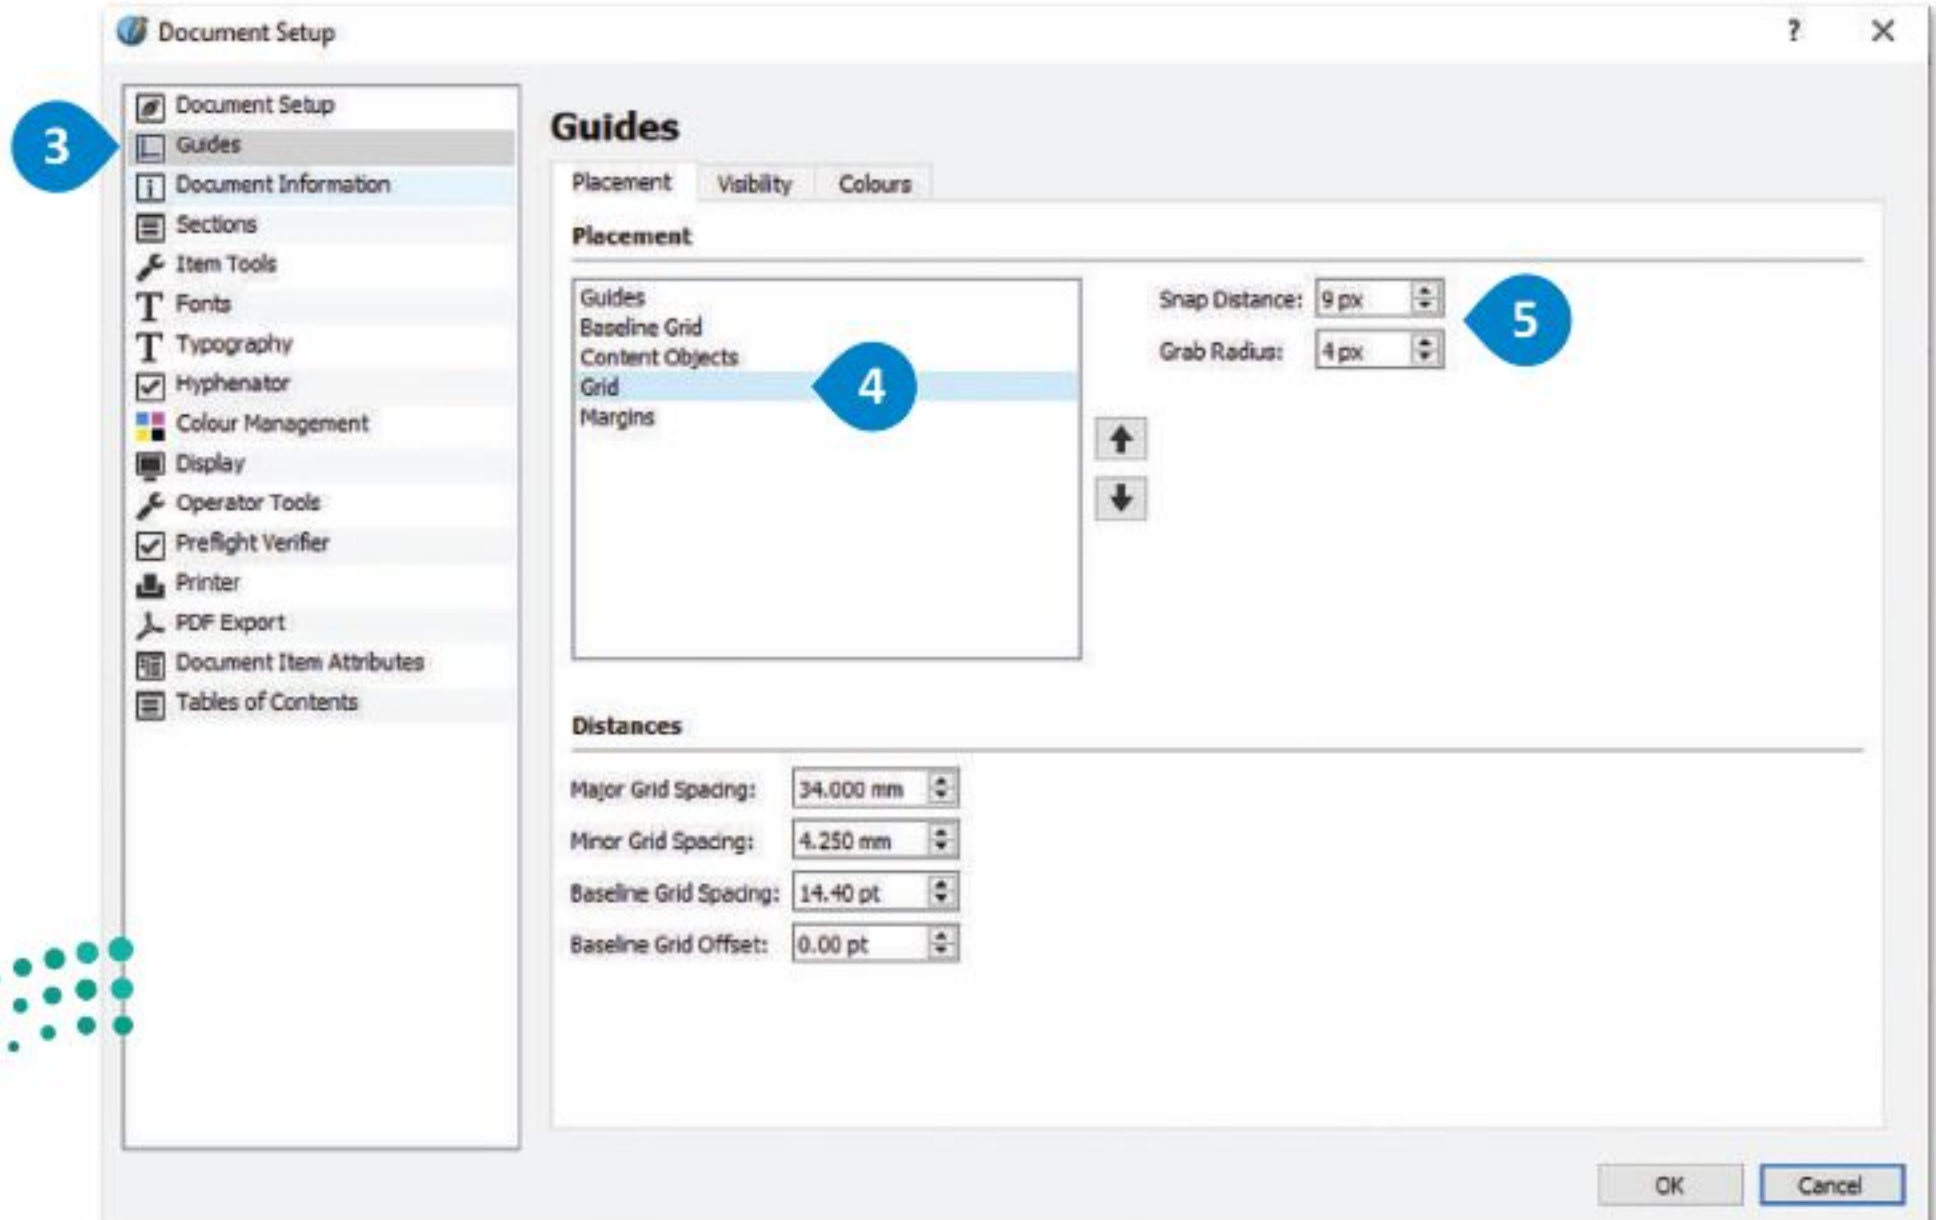 Document Setup
?
Document Setup
Guides
Document Information
Sections
Item Tools
Fonts
Typography
Hyphenator
Colour Management
Display
Operator Tools
Preflight Verifier
Printer
PDF Export
Document Item Attributes
Tables of Contents
3
Guides
Placement Visibility Colours
Placement
Guides
Baseline Grid
Content Objects
Grid
Margins
4
Snap Distance: 9 px
Grab Radius: 4 px
5
Distances
Major Grid Spacing: 34.000 mm
Minor Grid Spacing: 4.250 mm
Baseline Grid Spacing: 14.40 pt
Baseline Grid Offset: 0.00 pt
OK Cancel